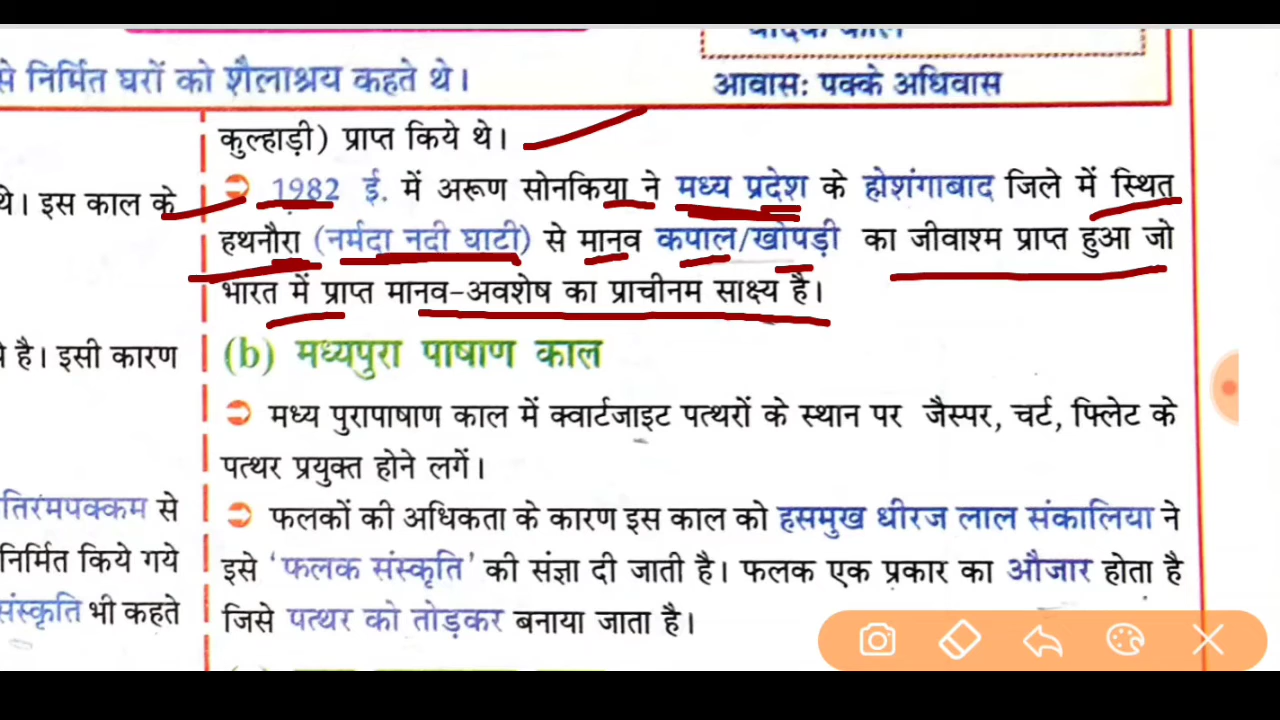 से निर्मित घरों को शैलाश्रय कहते थे।
आवास: पक्के अधिवास
थे। इस काल के
है। इसी कारण
तिरमपक्कम से
निर्मित किये गये
संस्कृति भी कहते
कुल्हाड़ी) प्राप्त किये थे।
1982 ई. में अरूण सोनकिया ने मध्य प्रदेश के होशंगाबाद जिले में स्थित
हथनौरा (नर्मदा नदी घाटी) से मानव कपाल/खोपड़ी का जीवाश्म प्राप्त हुआ जो
भारत में प्राप्त मानव-अवशेष का प्राचीनम साक्ष्य है।
(b) मध्यपुरा पाषाण काल
मध्य पुरापाषाण काल में क्वार्टजाइट पत्थरों के स्थान पर जैस्पर, चर्ट, फ्लिेट के
पत्थर प्रयुक्त होने लगें।
फलकों की अधिकता के कारण इस काल को हसमुख धीरज लाल संकालिया ने
इसे 'फलक संस्कृति' की संज्ञा दी जाती है। फलक एक प्रकार का औजार होता है
जिसे पत्थर को तोड़कर बनाया जाता है।